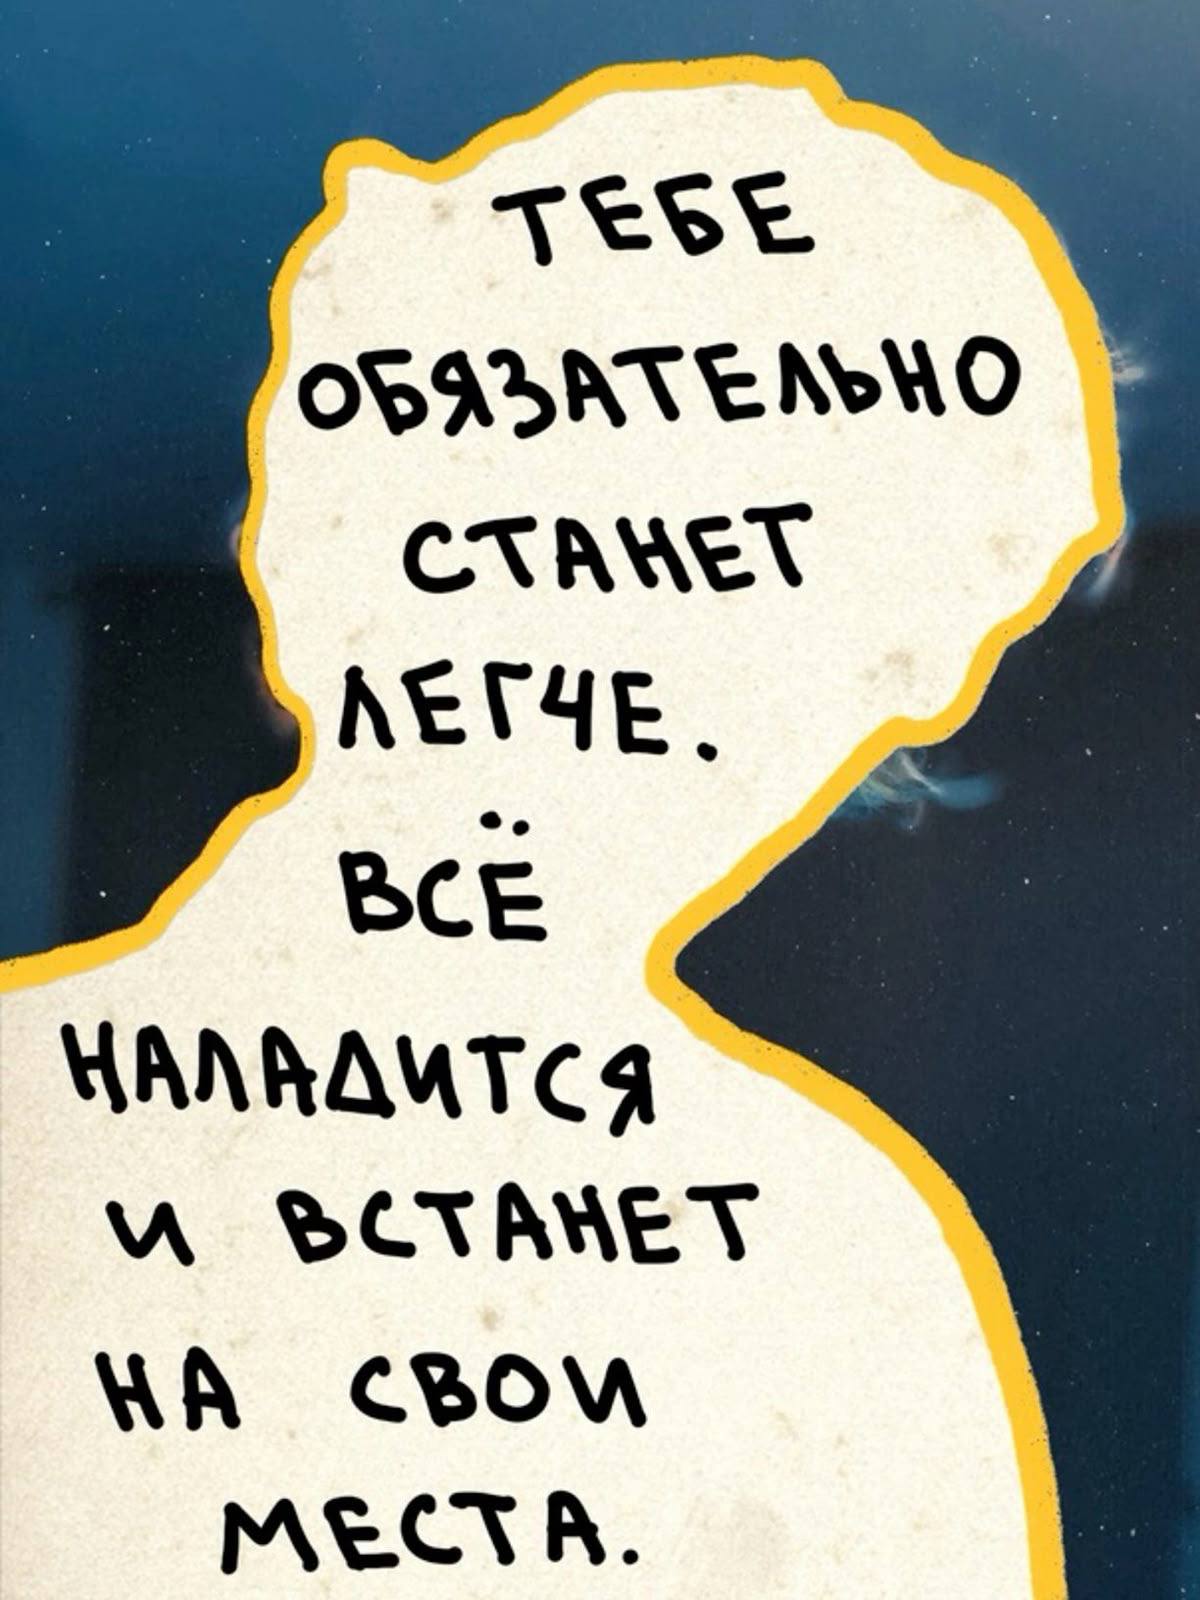 ТЕБЕ
ОБЯЗАТЕЛЬНО
СТАНЕТ
ЛЕГЧЕ.
ВСЁ
НАЛАДИТСЯ
И ВСТАНЕТ
НА СВОИ
МЕСТА.